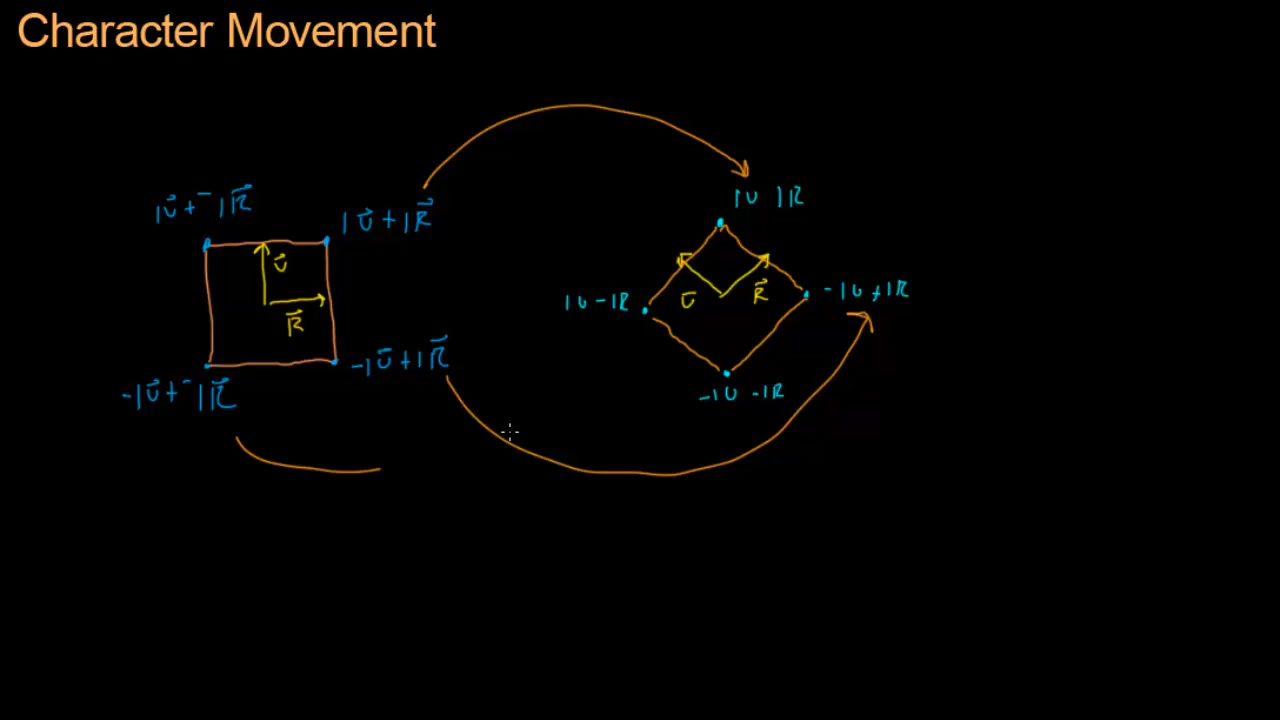 Character Movement
1U⃗ + ⁻1R⃗
1U⃗ + 1R⃗
U⃗
R⃗
-1U⃗ + 1R⃗
-1U⃗ + ⁻1R⃗
1U 1R
1U -1R
U
R⃗
-1U +1R
-1U -1R